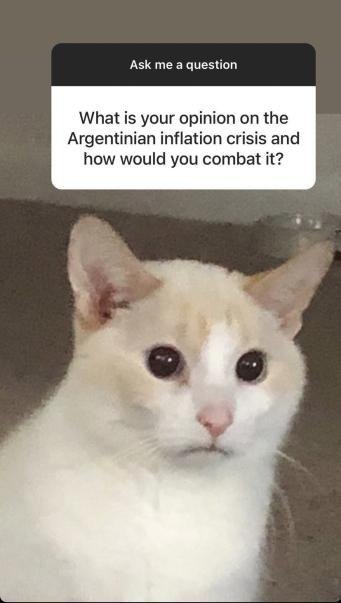 Ask me a question
What is your opinion on the
Argentinian inflation crisis and
how would you combat it?